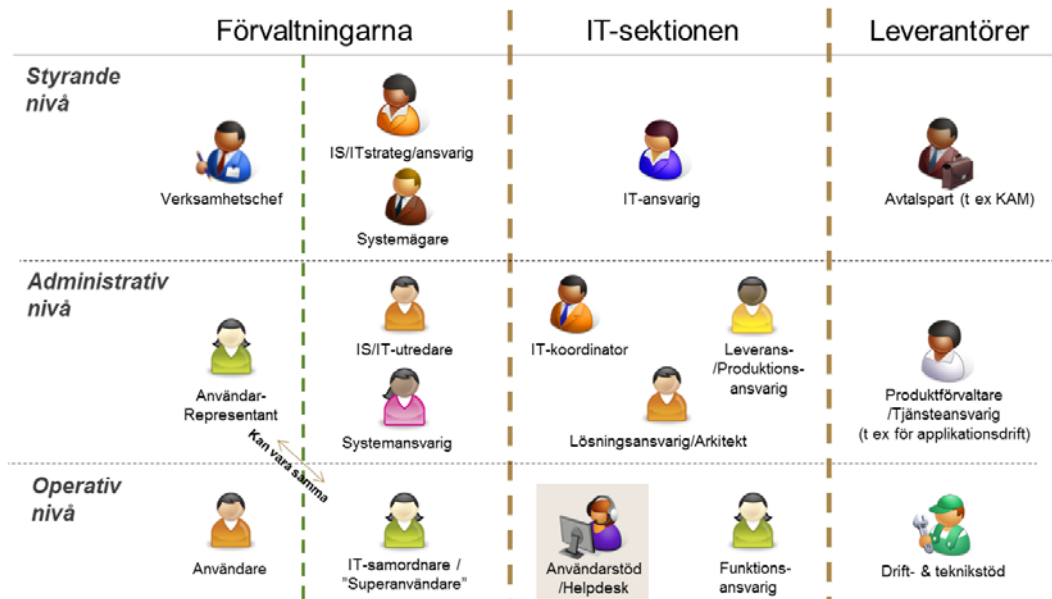 Förvaltningarna
IT-sektionen
Leverantörer
Styrande
nivå
Verksamhetschef
IS/ITstrateg/ansvarig
Systemägare
IT-ansvarig
Avtalspart (t ex KAM)
Administrativ
nivå
Användar-
Representant
IS/IT-utredare
Systemansvarig
IT-koordinator
Leverans-
/Produktions-
ansvarig
Lösningsansvarig/Arkitekt
Produktförvaltare
/Tjänsteansvarig
(t ex för applikationsdrift)
Kan vara samma
Operativ
nivå
Användare
IT-samordnare /
”Superanvändare”
Användarstöd
/Helpdesk
Funktions-
ansvarig
Drift- & teknikstöd